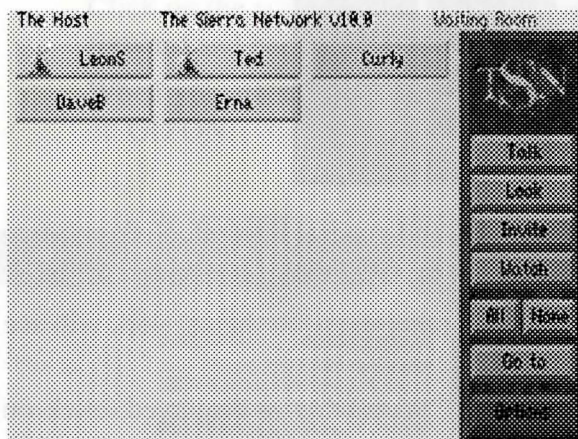 The Host The Sierra Network v10.0 Waiting Room
LeonS Ted Curly
DaveB Erna
TSN
Talk
Look
Invite
Watch
All None
Go to
Options